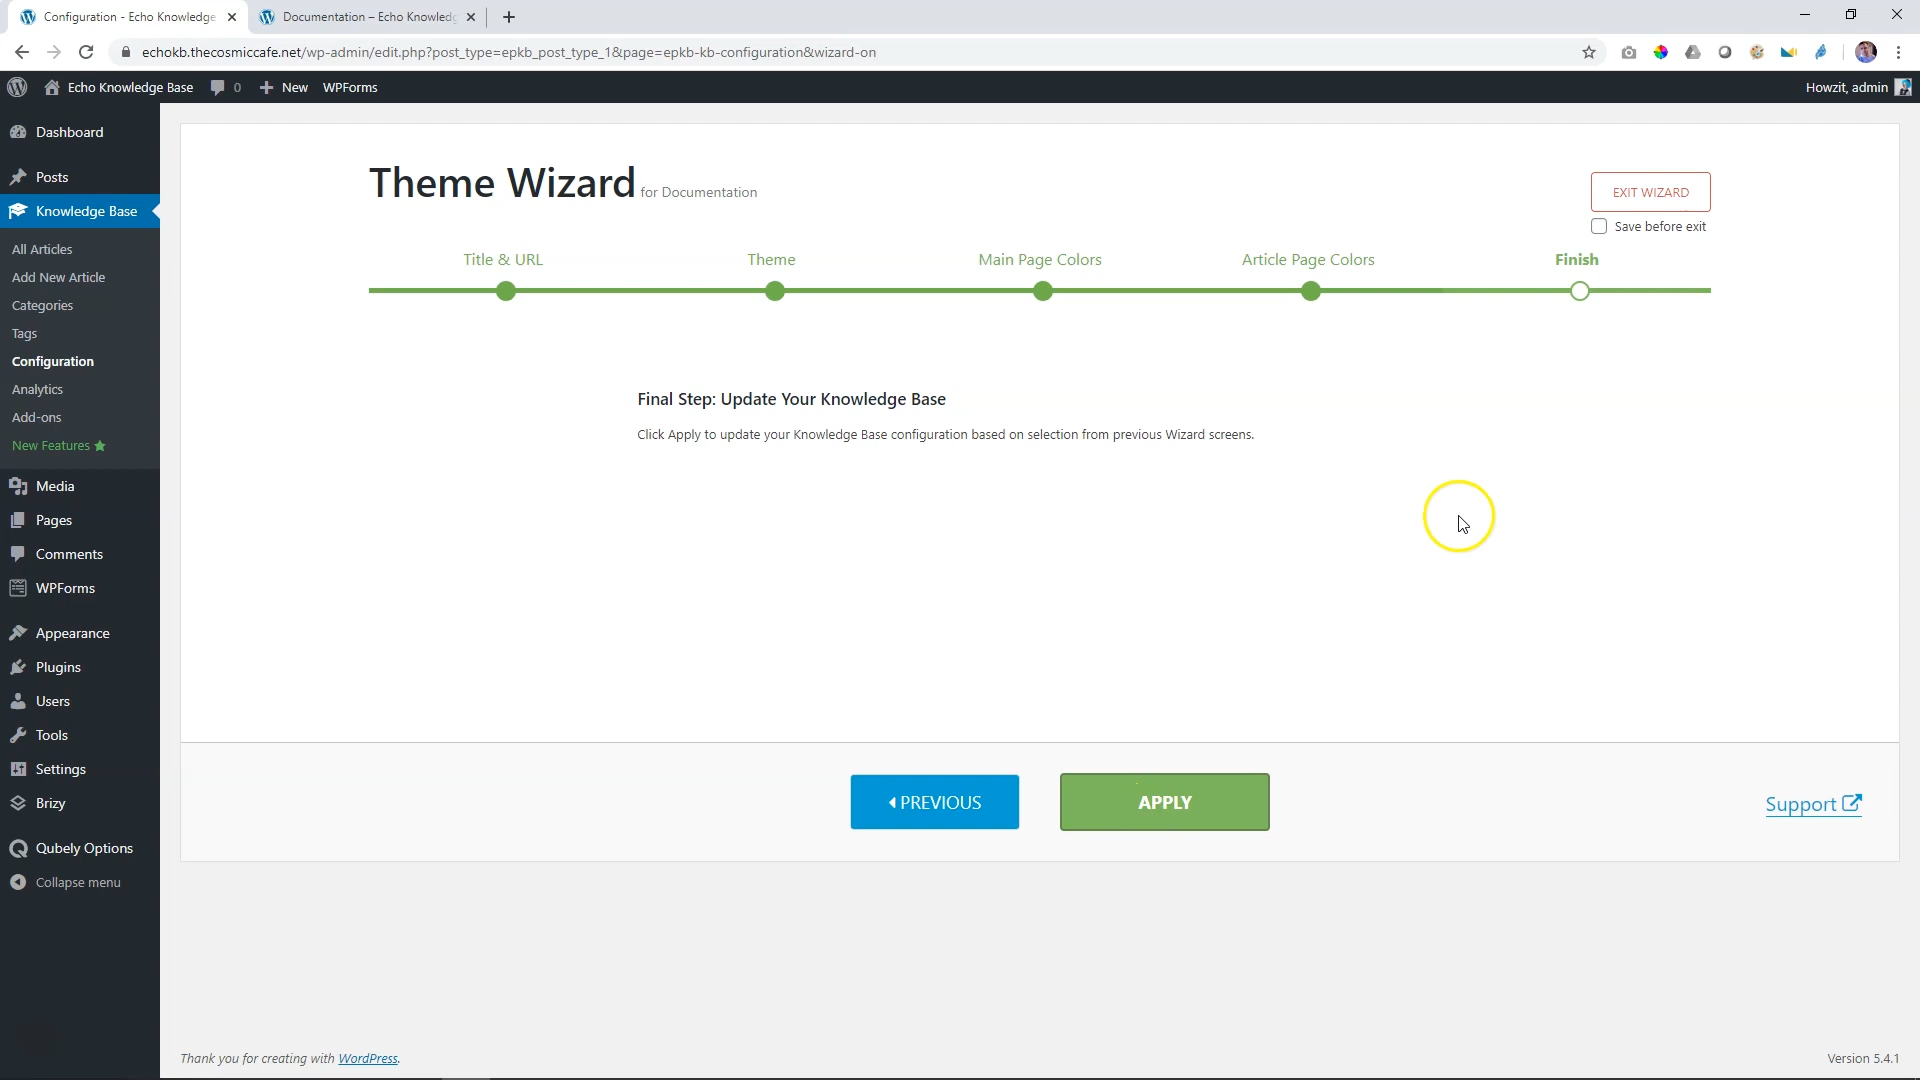 Configuration - Echo Knowledge
Documentation – Echo Knowledg
echokb.thecosmiccafe.net/wp-admin/edit.php?post_type=epkb_post_type_1&page=epkb-kb-configuration&wizard-on
Echo Knowledge Base
0
New
WPForms
Howzit, admin
Dashboard
Posts
Knowledge Base
All Articles
Add New Article
Categories
Tags
Configuration
Analytics
Add-ons
New Features
Media
Pages
Comments
WPForms
Appearance
Plugins
Users
Tools
Settings
Brizy
Qubely Options
Collapse menu
Theme Wizard for Documentation
EXIT WIZARD
Save before exit
Title & URL
Theme
Main Page Colors
Article Page Colors
Finish
Final Step: Update Your Knowledge Base
Click Apply to update your Knowledge Base configuration based on selection from previous Wizard screens.
PREVIOUS
APPLY
Support
Thank you for creating with WordPress.
Version 5.4.1